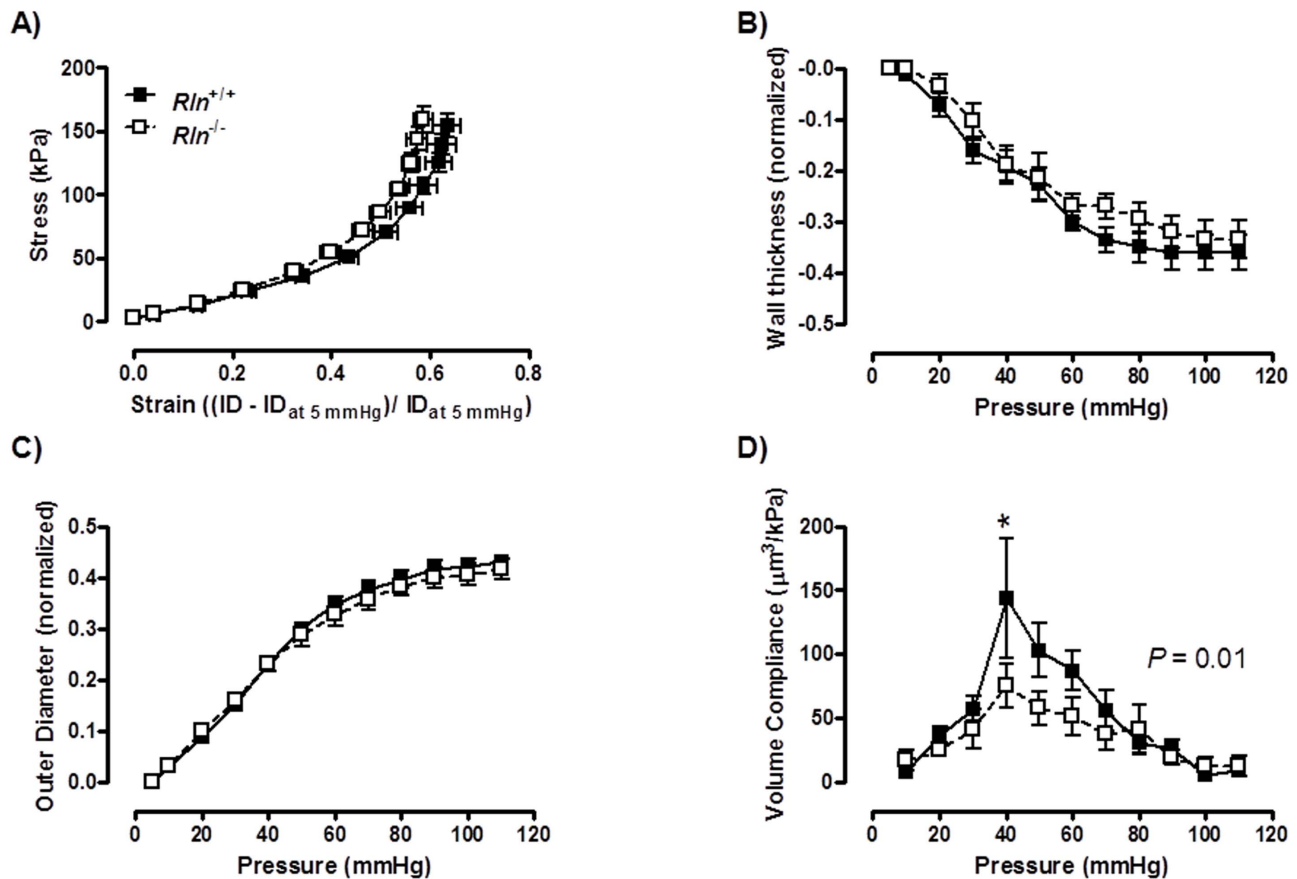 A)
200
150
100
50
0
Stress (kPa)
Rln+/+
Rln-/-
0.0 0.2 0.4 0.6 0.8
Strain ((ID - IDat 5 mmHg)/ IDat 5 mmHg)
B)
-0.0
-0.1
-0.2
-0.3
-0.4
-0.5
Wall thickness (normalized)
0 20 40 60 80 100 120
Pressure (mmHg)
C)
0.5
0.4
0.3
0.2
0.1
0.0
Outer Diameter (normalized)
0 20 40 60 80 100 120
Pressure (mmHg)
D)
200
150
100
50
0
Volume Compliance (µm³/kPa)
*
P = 0.01
0 20 40 60 80 100 120
Pressure (mmHg)